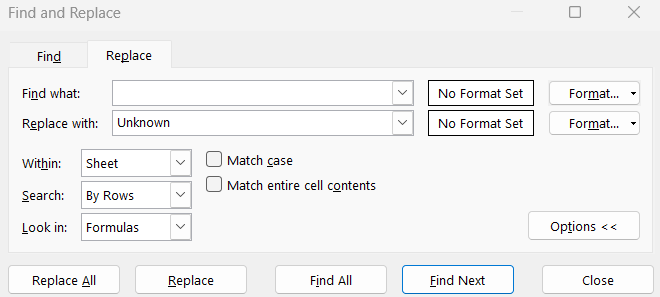 Find and Replace
Find Replace
Find what: No Format Set Format...
Replace with: Unknown No Format Set Format...
Within: Sheet Match case
Match entire cell contents
Search: By Rows
Look in: Formulas Options <<
Replace All Replace Find All Find Next Close